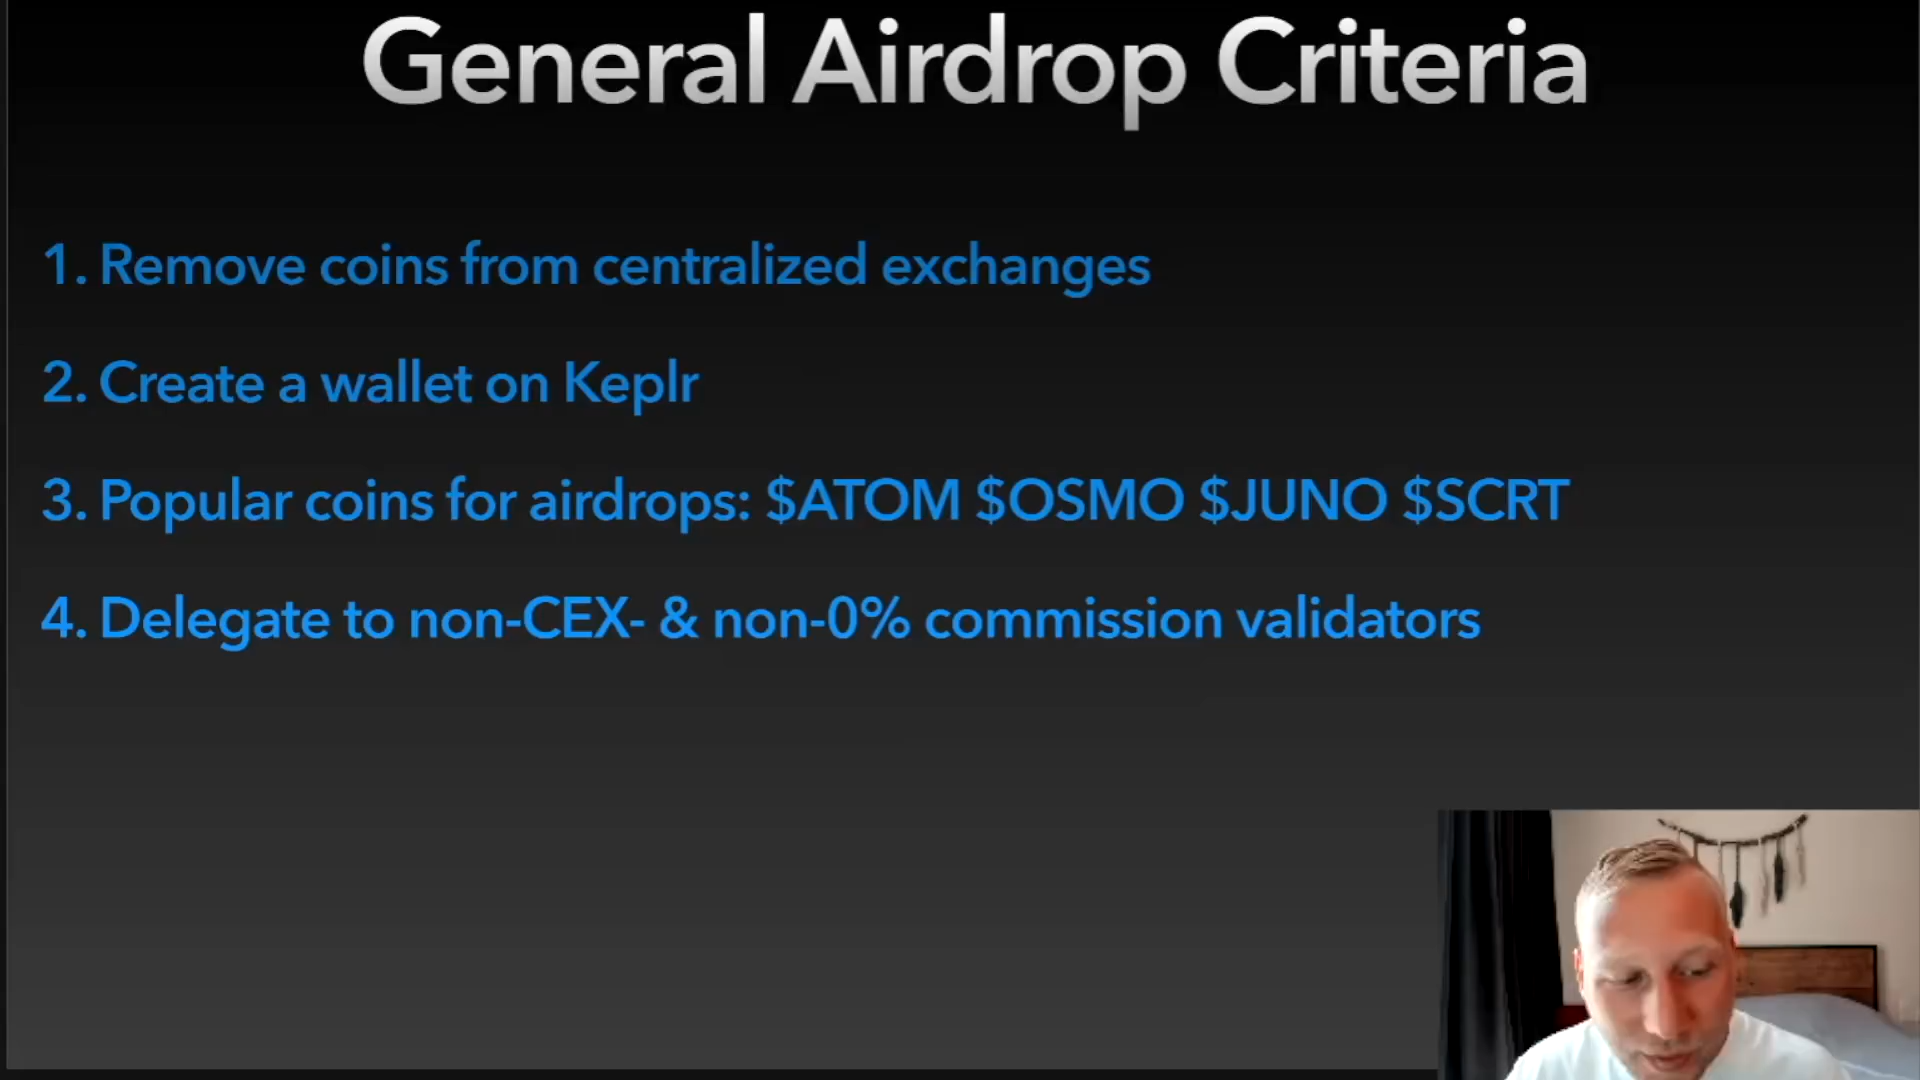 General Airdrop Criteria
1. Remove coins from centralized exchanges
2. Create a wallet on Keplr
3. Popular coins for airdrops: $ATOM $OSMO $JUNO $SCRT
4. Delegate to non-CEX- & non-0% commission validators